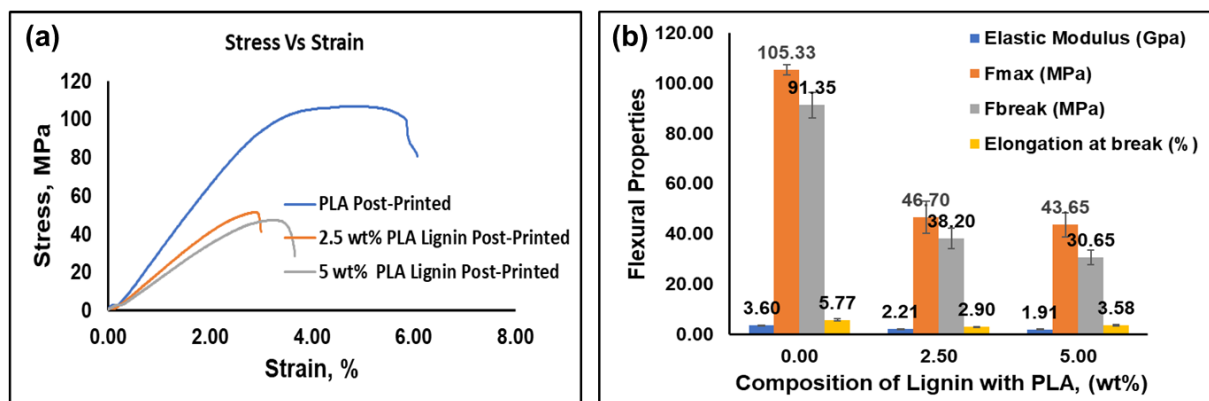 (a)
Stress Vs Strain
Stress, MPa
120
100
80
60
40
20
0
0.00
2.00
4.00
6.00
8.00
Strain, %
PLA Post-Printed
2.5 wt% PLA Lignin Post-Printed
5 wt% PLA Lignin Post-Printed
(b)
Flexural Properties
120.00
100.00
80.00
60.00
40.00
20.00
0.00
Elastic Modulus (Gpa)
Fmax (MPa)
Fbreak (MPa)
Elongation at break (%)
3.60
105.33
91.35
5.77
2.21
46.70
38.20
2.90
1.91
43.65
30.65
3.58
0.00
2.50
5.00
Composition of Lignin with PLA, (wt%)